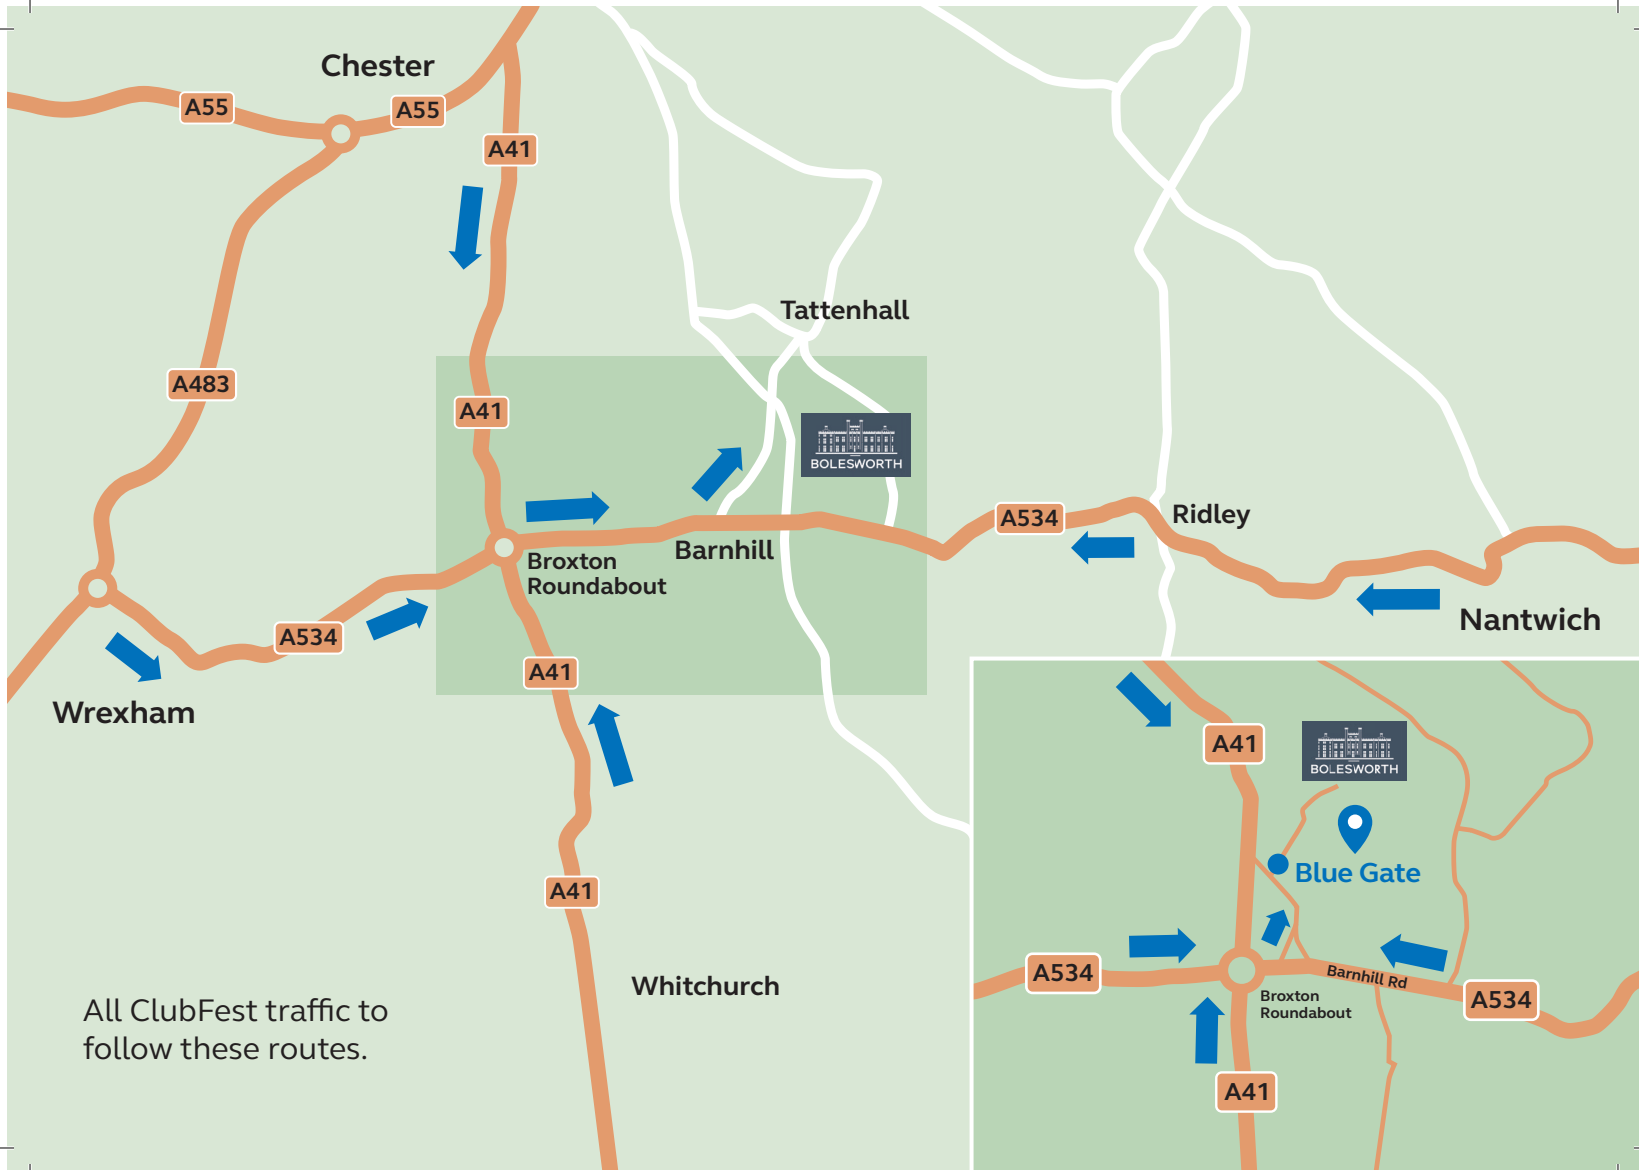 Chester
A55
A55
A41
Tattenhall
A483
A41
BOLESWORTH
A534
Ridley
Barnhill
Broxton
Roundabout
A534
Nantwich
A41
Wrexham
A41
BOLESWORTH
Blue Gate
A41
Whitchurch
A534
Barnhill Rd
A534
Broxton
Roundabout
A41
All ClubFest traffic to
follow these routes.